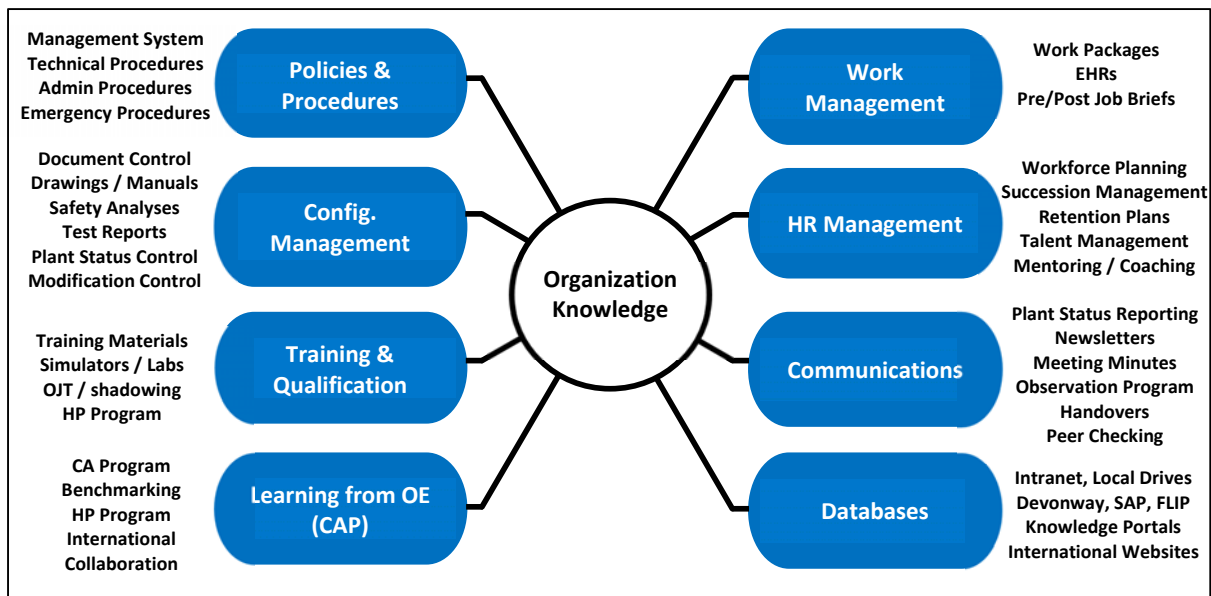 Management System
Technical Procedures
Admin Procedures
Emergency Procedures
Policies &
Procedures
Document Control
Drawings / Manuals
Safety Analyses
Test Reports
Plant Status Control
Modification Control
Config.
Management
Training Materials
Simulators / Labs
OJT / shadowing
HP Program
Training &
Qualification
CA Program
Benchmarking
HP Program
International
Collaboration
Learning from OE
(CAP)
Organization
Knowledge
Work
Management
Work Packages
EHRs
Pre/Post Job Briefs
HR Management
Workforce Planning
Succession Management
Retention Plans
Talent Management
Mentoring / Coaching
Communications
Plant Status Reporting
Newsletters
Meeting Minutes
Observation Program
Handovers
Peer Checking
Databases
Intranet, Local Drives
Devonway, SAP, FLIP
Knowledge Portals
International Websites